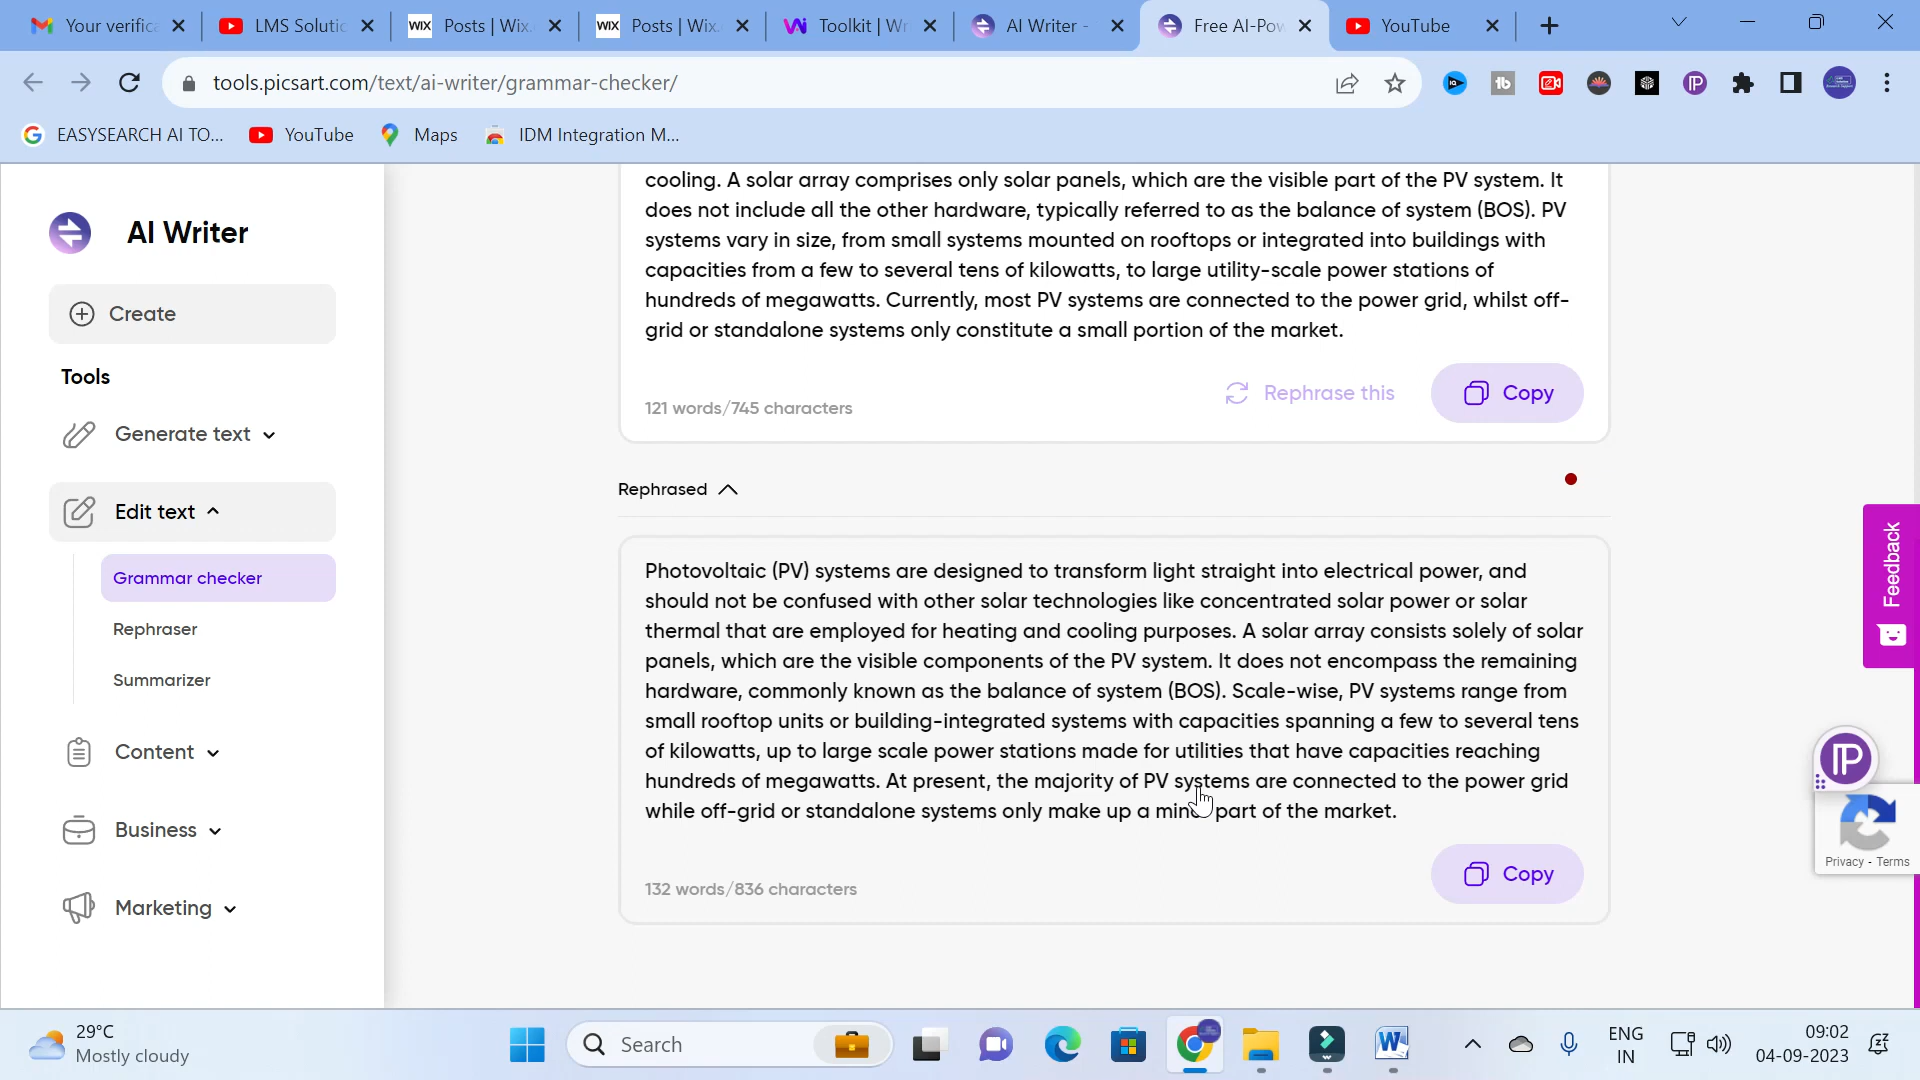 Your verific
LMS Solutic
WIX Posts | Wix.
WIX Posts | Wix.
Toolkit | Wr
AI Writer -
Free AI-Pow
YouTube
tools.picsart.com/text/ai-writer/grammar-checker/
EASYSEARCH AI TO...
YouTube
Maps
IDM Integration M...
AI Writer
Create
Tools
Generate text
Edit text
Grammar checker
Rephraser
Summarizer
Content
Business
Marketing
cooling. A solar array comprises only solar panels, which are the visible part of the PV system. It
does not include all the other hardware, typically referred to as the balance of system (BOS). PV
systems vary in size, from small systems mounted on rooftops or integrated into buildings with
capacities from a few to several tens of kilowatts, to large utility-scale power stations of
hundreds of megawatts. Currently, most PV systems are connected to the power grid, whilst off-
grid or standalone systems only constitute a small portion of the market.
121 words/745 characters
Rephrase this
Copy
Rephrased
Photovoltaic (PV) systems are designed to transform light straight into electrical power, and
should not be confused with other solar technologies like concentrated solar power or solar
thermal that are employed for heating and cooling purposes. A solar array consists solely of solar
panels, which are the visible components of the PV system. It does not encompass the remaining
hardware, commonly known as the balance of system (BOS). Scale-wise, PV systems range from
small rooftop units or building-integrated systems with capacities spanning a few to several tens
of kilowatts, up to large scale power stations made for utilities that have capacities reaching
hundreds of megawatts. At present, the majority of PV systems are connected to the power grid
while off-grid or standalone systems only make up a mino part of the market.
132 words/836 characters
Copy
Feedback
Privacy - Terms
29°C
Mostly cloudy
Search
ENG
IN
09:02
04-09-2023